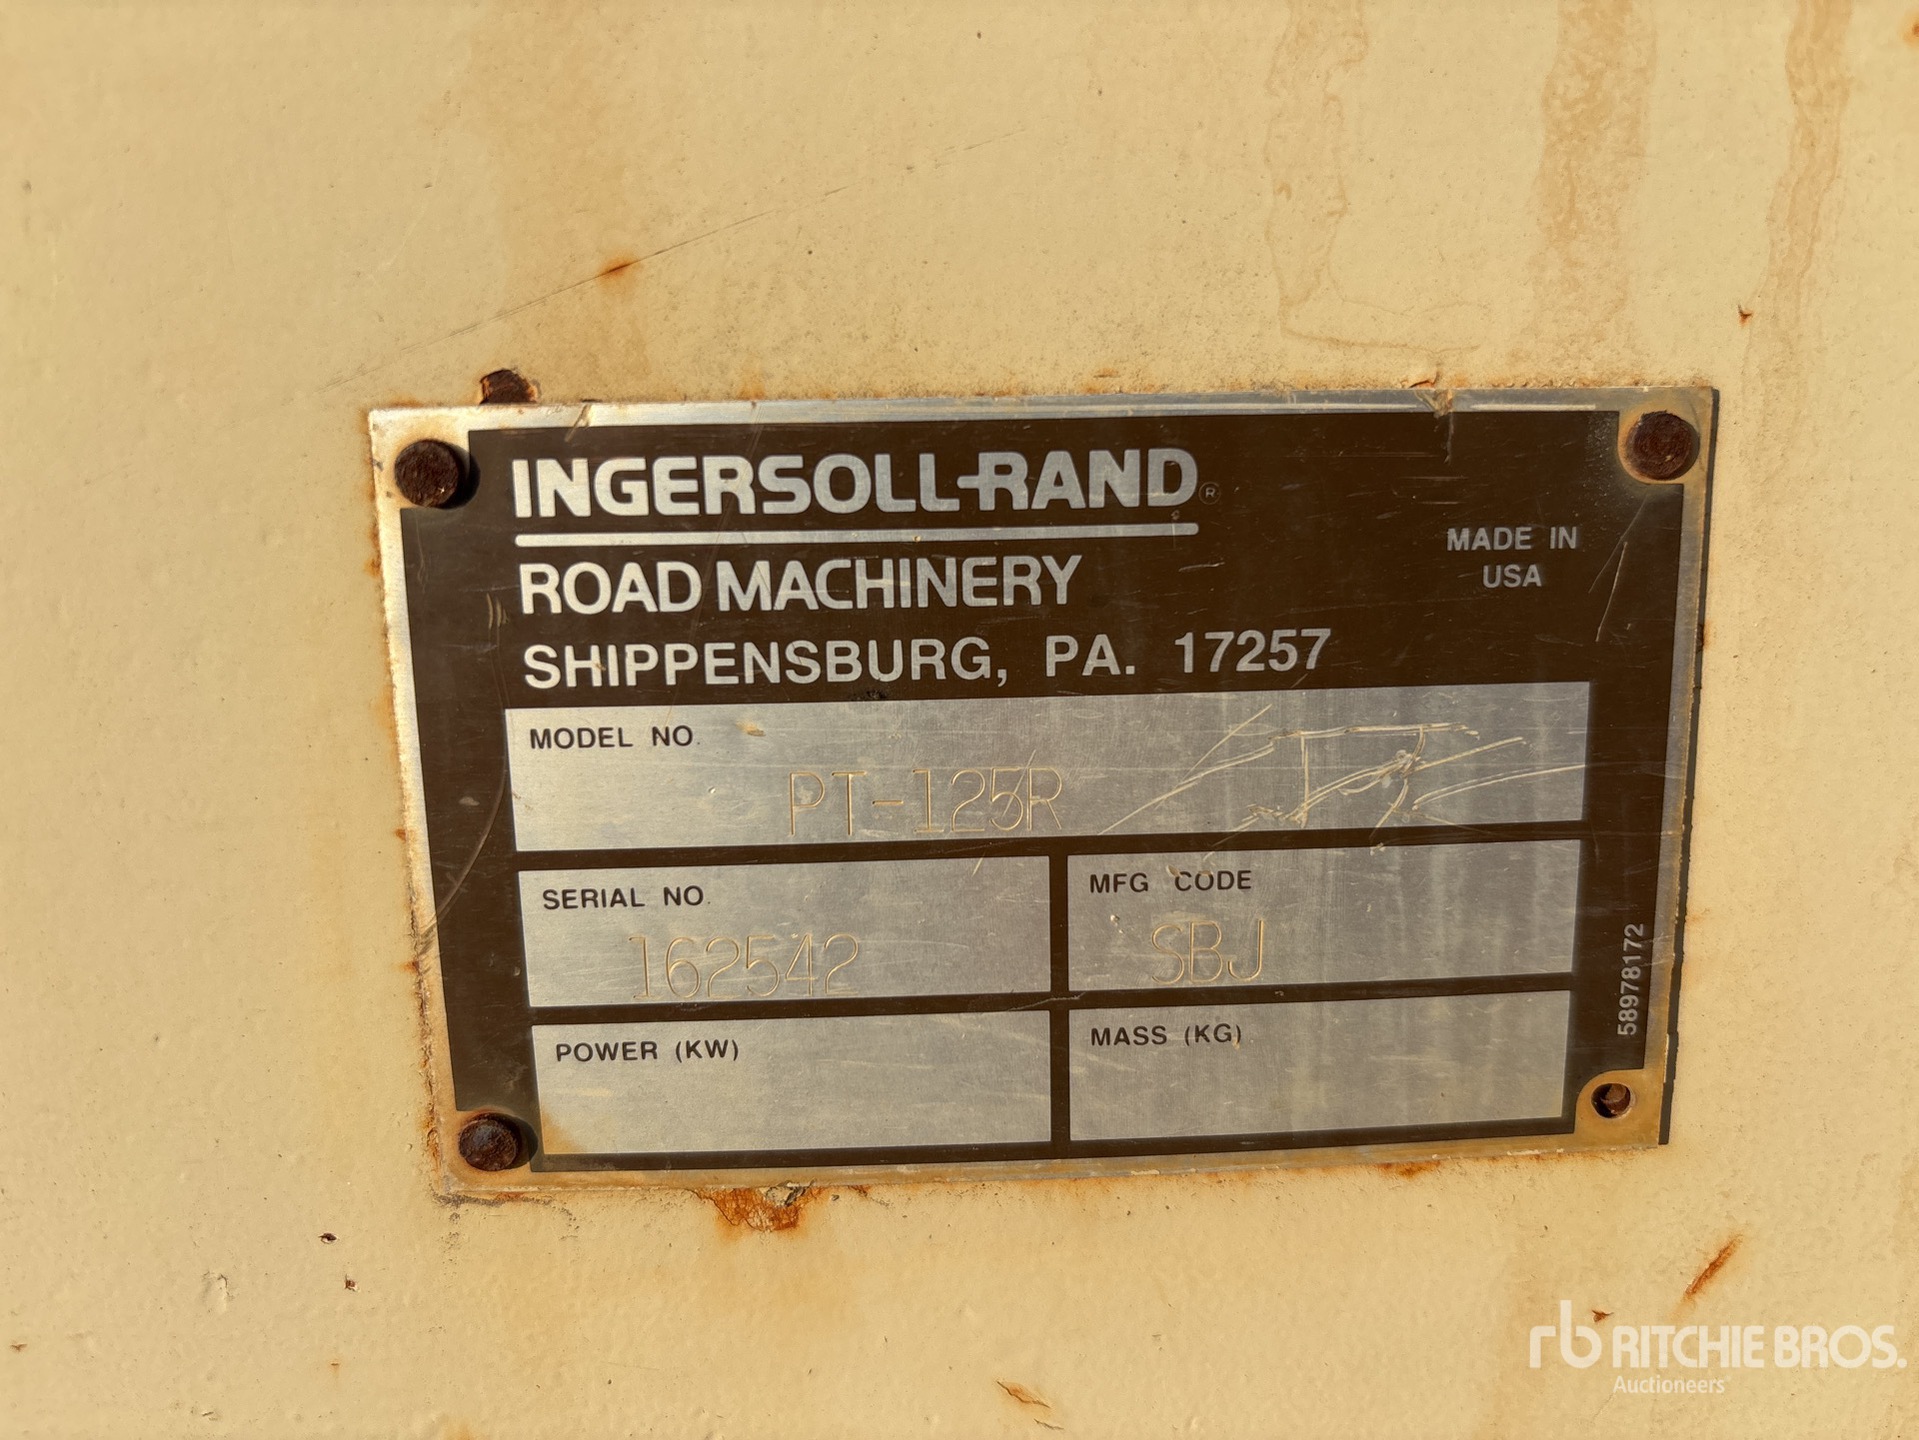 INGERSOLL-RAND®
ROAD MACHINERY
MADE IN
USA
SHIPPENSBURG, PA. 17257
MODEL NO.
PT-125R
SERIAL NO.
162542
MFG CODE
SBJ
POWER (KW)
MASS (KG)
58978172
rb RITCHIE BROS.
Auctioneers